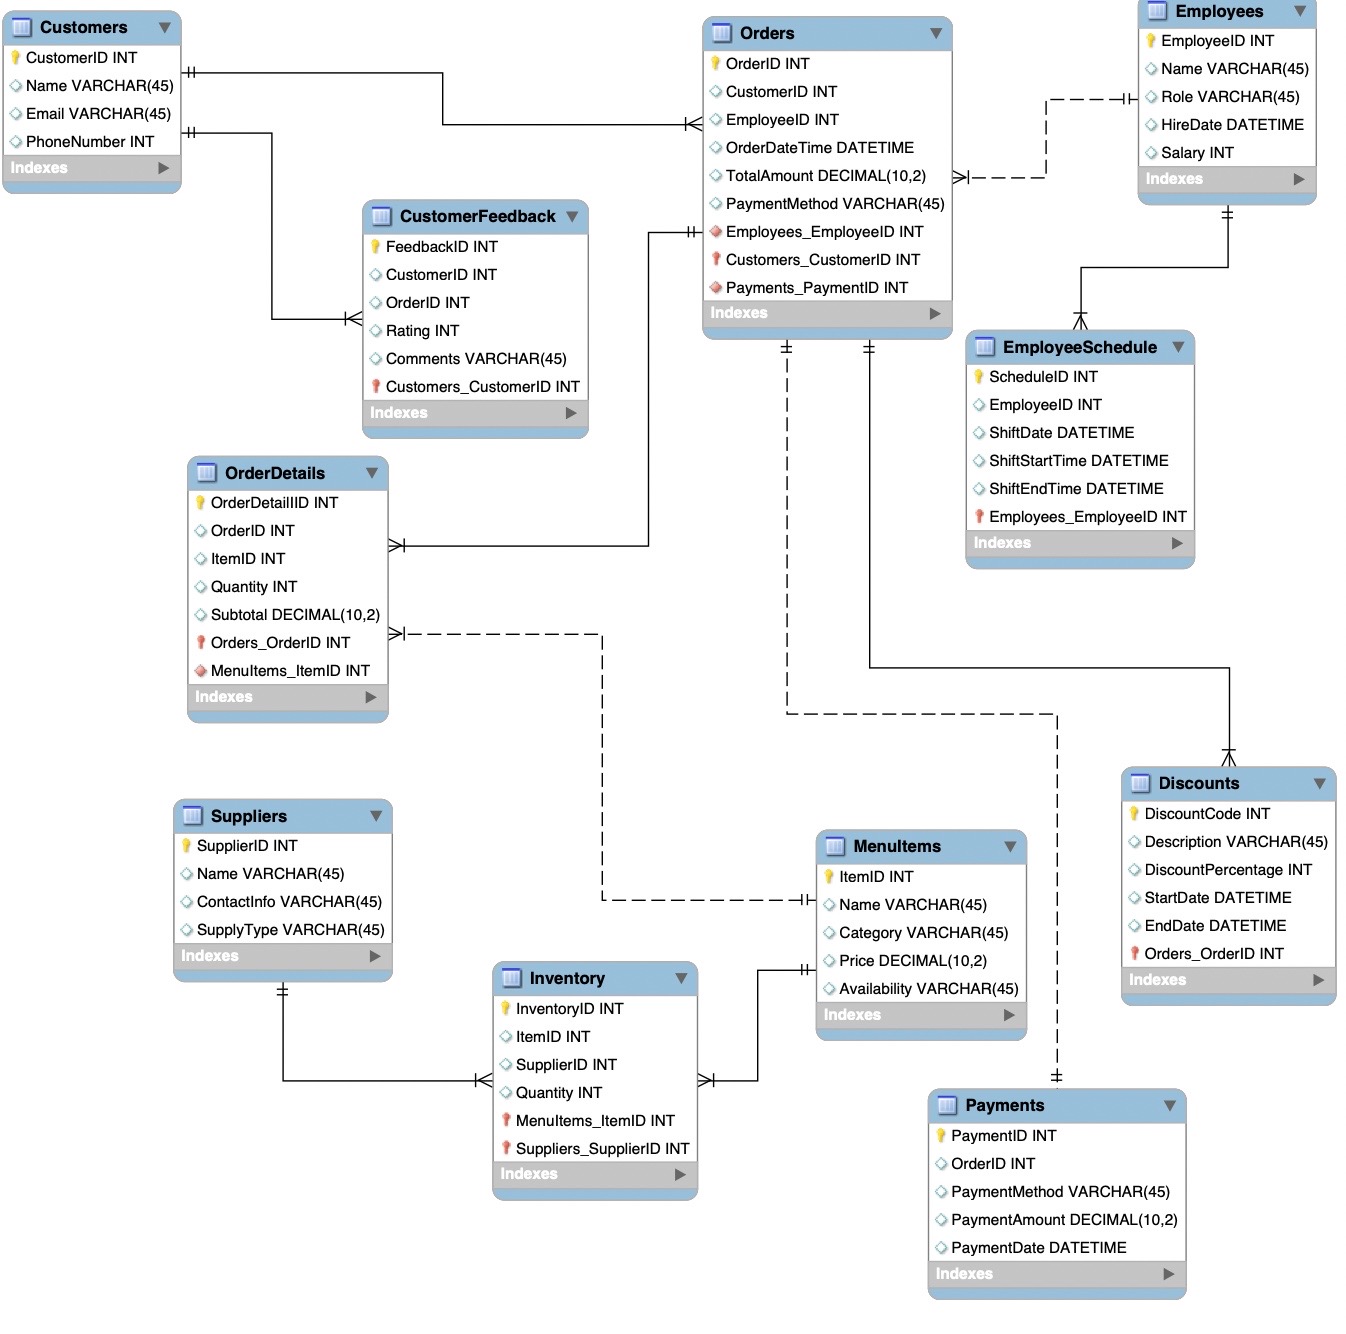 Customers
CustomerID INT
Name VARCHAR(45)
Email VARCHAR(45)
PhoneNumber INT
Indexes
Orders
OrderID INT
CustomerID INT
EmployeeID INT
OrderDateTime DATETIME
TotalAmount DECIMAL(10,2)
PaymentMethod VARCHAR(45)
Employees_EmployeeID INT
Customers_CustomerID INT
Payments_PaymentID INT
Indexes
Employees
EmployeeID INT
Name VARCHAR(45)
Role VARCHAR(45)
HireDate DATETIME
Salary INT
Indexes
CustomerFeedback
FeedbackID INT
CustomerID INT
OrderID INT
Rating INT
Comments VARCHAR(45)
Customers_CustomerID INT
Indexes
EmployeeSchedule
ScheduleID INT
EmployeeID INT
ShiftDate DATETIME
ShiftStartTime DATETIME
ShiftEndTime DATETIME
Employees_EmployeeID INT
Indexes
OrderDetails
OrderDetailIID INT
OrderID INT
ItemID INT
Quantity INT
Subtotal DECIMAL(10,2)
Orders_OrderID INT
MenuItems_ItemID INT
Indexes
Discounts
DiscountCode INT
Description VARCHAR(45)
DiscountPercentage INT
StartDate DATETIME
EndDate DATETIME
Orders_OrderID INT
Indexes
Suppliers
SupplierID INT
Name VARCHAR(45)
ContactInfo VARCHAR(45)
SupplyType VARCHAR(45)
Indexes
MenuItems
ItemID INT
Name VARCHAR(45)
Category VARCHAR(45)
Price DECIMAL(10,2)
Availability VARCHAR(45)
Indexes
Inventory
InventoryID INT
ItemID INT
SupplierID INT
Quantity INT
MenuItems_ItemID INT
Suppliers_SupplierID INT
Indexes
Payments
PaymentID INT
OrderID INT
PaymentMethod VARCHAR(45)
PaymentAmount DECIMAL(10,2)
PaymentDate DATETIME
Indexes